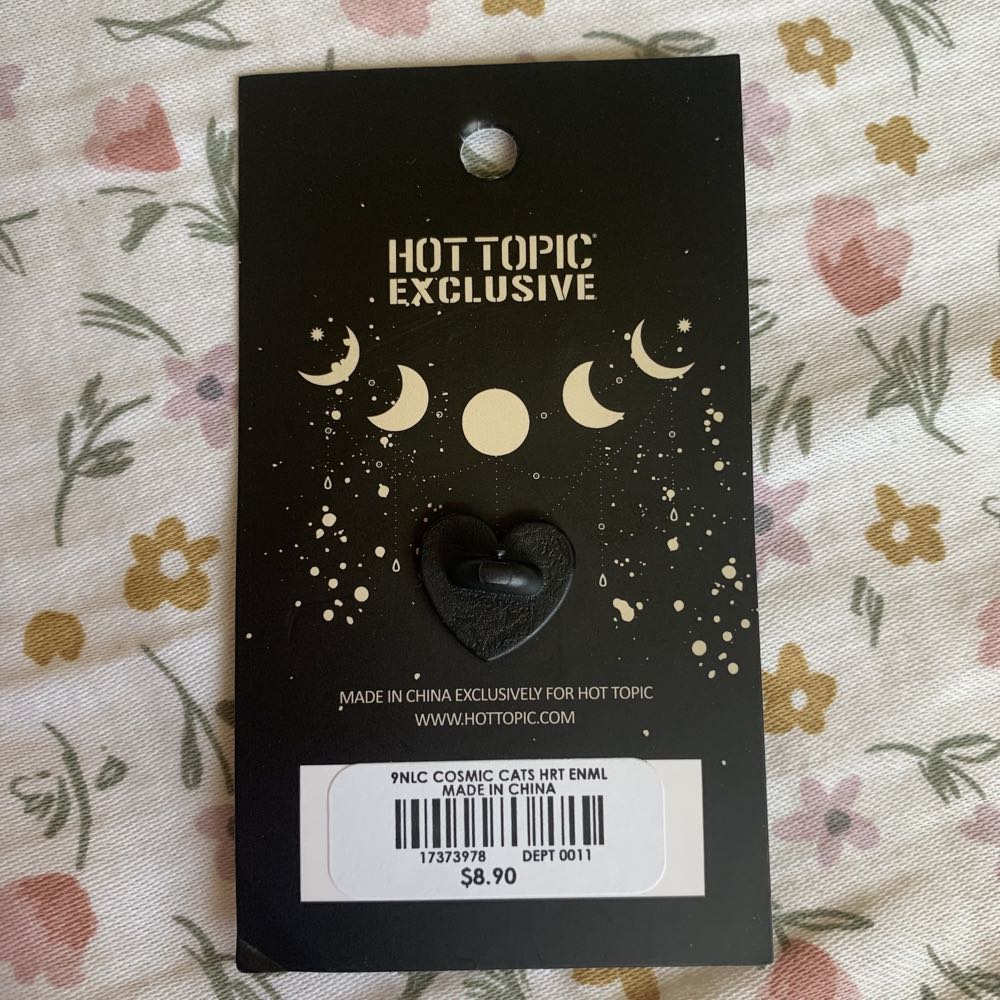 HOT TOPIC®
EXCLUSIVE
MADE IN CHINA EXCLUSIVELY FOR HOT TOPIC
WWW.HOTTOPIC.COM
9NLC COSMIC CATS HRT ENML
MADE IN CHINA
17373978 DEPT 0011
$8.90